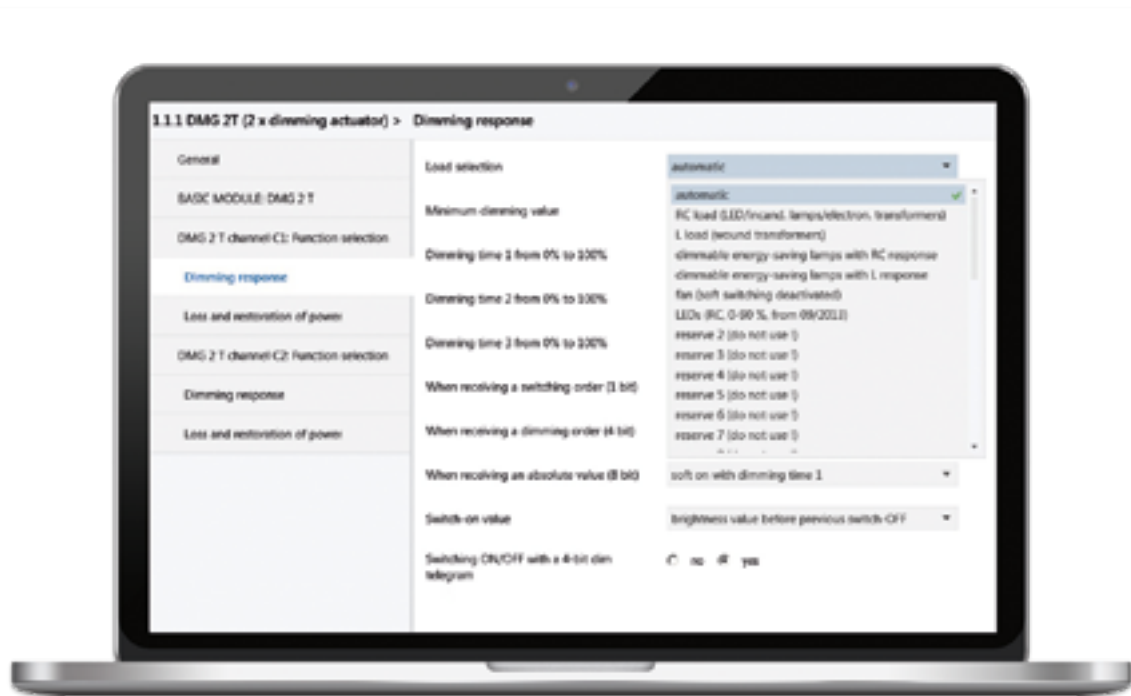 1.1.1 DMG 2T (2 x dimming actuator) > Dimming response
General
BASIC MODULE: DMG 2 T
DMG 2 T channel C1: Function selection
Dimming response
Loss and restoration of power
DMG 2 T channel C2: Function selection
Dimming response
Loss and restoration of power
Load selection
automatic
automatic
RC load (LED/incand. lamps/electron. transformers)
L load (wound transformers)
dimmable energy-saving lamps with RC response
dimmable energy-saving lamps with L response
fan (soft switching deactivated)
LEDs (RC, 0-90 %, from 09/2013)
reserve 2 (do not use !)
reserve 3 (do not use !)
reserve 4 (do not use !)
reserve 5 (do not use !)
reserve 6 (do not use !)
reserve 7 (do not use !)
Minimum dimming value
Dimming time 1 from 0% to 100%
Dimming time 2 from 0% to 100%
Dimming time 3 from 0% to 100%
When receiving a switching order (1 bit)
When receiving a dimming order (4 bit)
When receiving an absolute value (8 bit)
soft on with dimming time 1
Switch-on value
brightness value before previous switch-OFF
Switching ON/OFF with a 4-bit dim
telegram
no yes